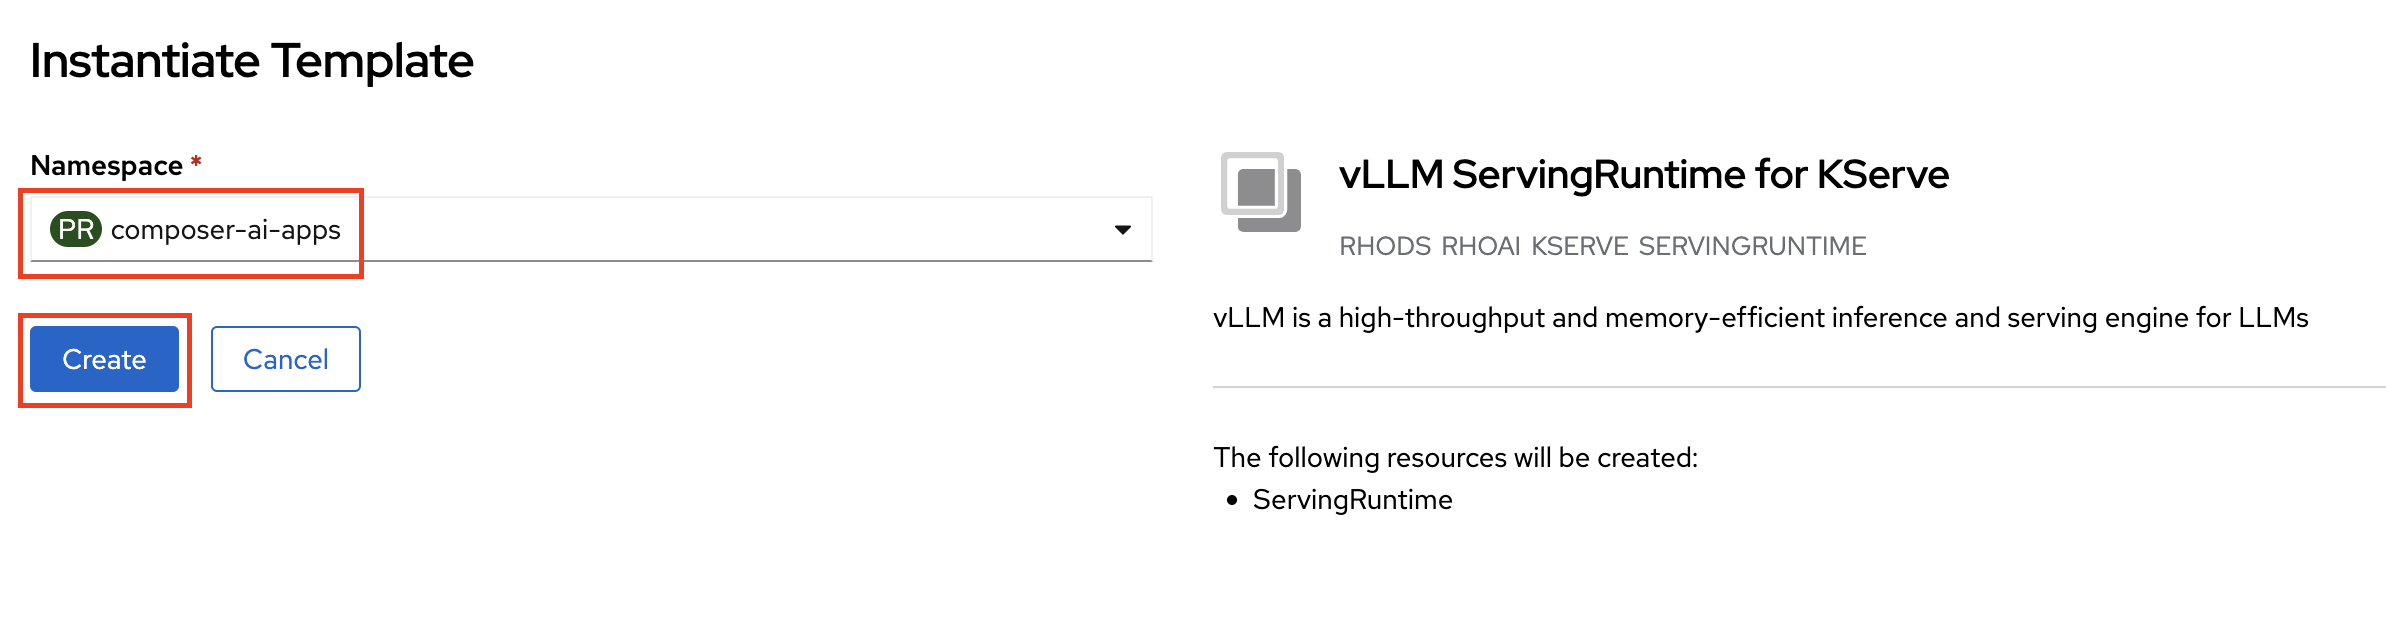 Instantiate Template
Namespace *
PR composer-ai-apps
Create Cancel
vLLM ServingRuntime for KServe
RHODS RHOAI KSERVE SERVINGRUNTIME
vLLM is a high-throughput and memory-efficient inference and serving engine for LLMs
The following resources will be created:
• ServingRuntime